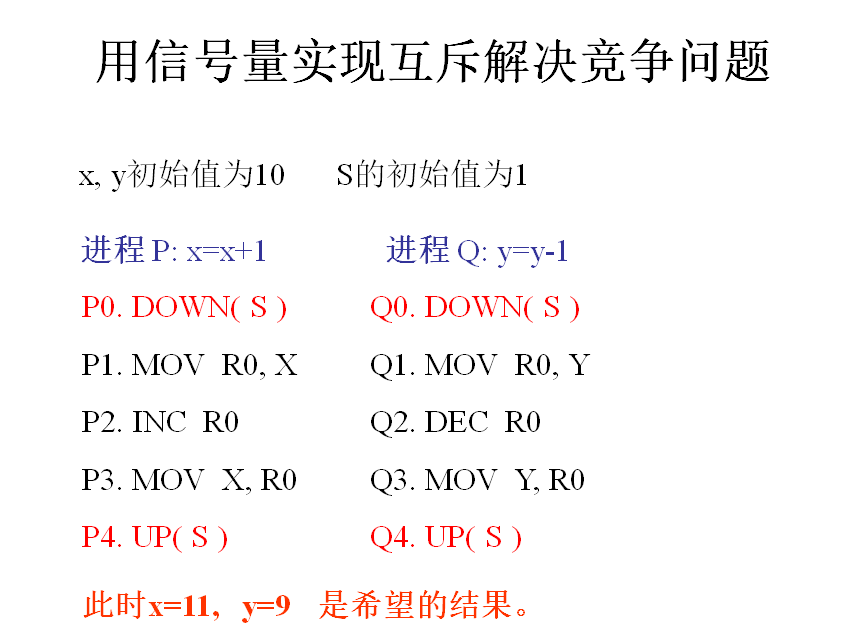 用信号量实现互斥解决竞争问题
x, y初始值为10 S的初始值为1
进程 P: x=x+1 进程 Q: y=y-1
P0. DOWN( S ) Q0. DOWN( S )
P1. MOV R0, X Q1. MOV R0, Y
P2. INC R0 Q2. DEC R0
P3. MOV X, R0 Q3. MOV Y, R0
P4. UP( S ) Q4. UP( S )
此时x=11, y=9 是希望的结果。